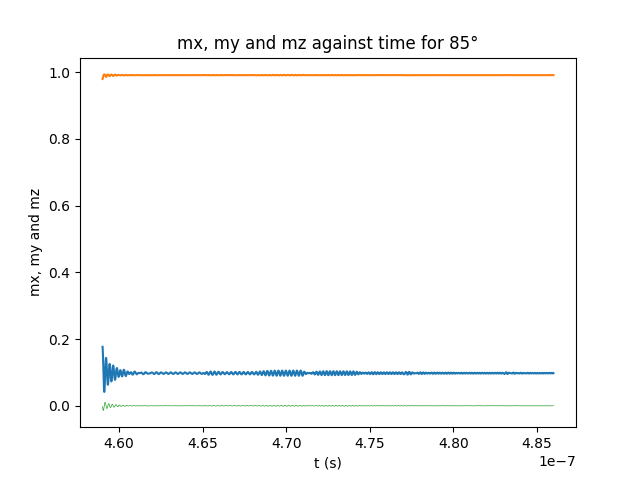 mx, my and mz against time for 85°
mx, my and mz
1.0
0.8
0.6
0.4
0.2
0.0
4.60 4.65 4.70 4.75 4.80 4.85
1e−7
t (s)